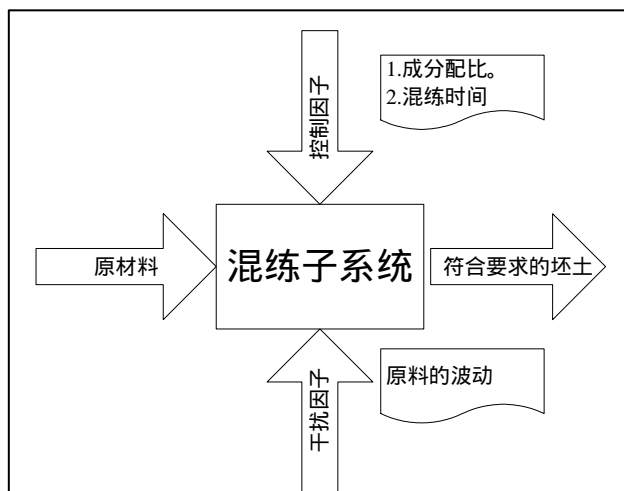 1.成分配比。
2.混练时间
控制因子
原材料
混练子系统
符合要求的坯土
原料的波动
干扰因子